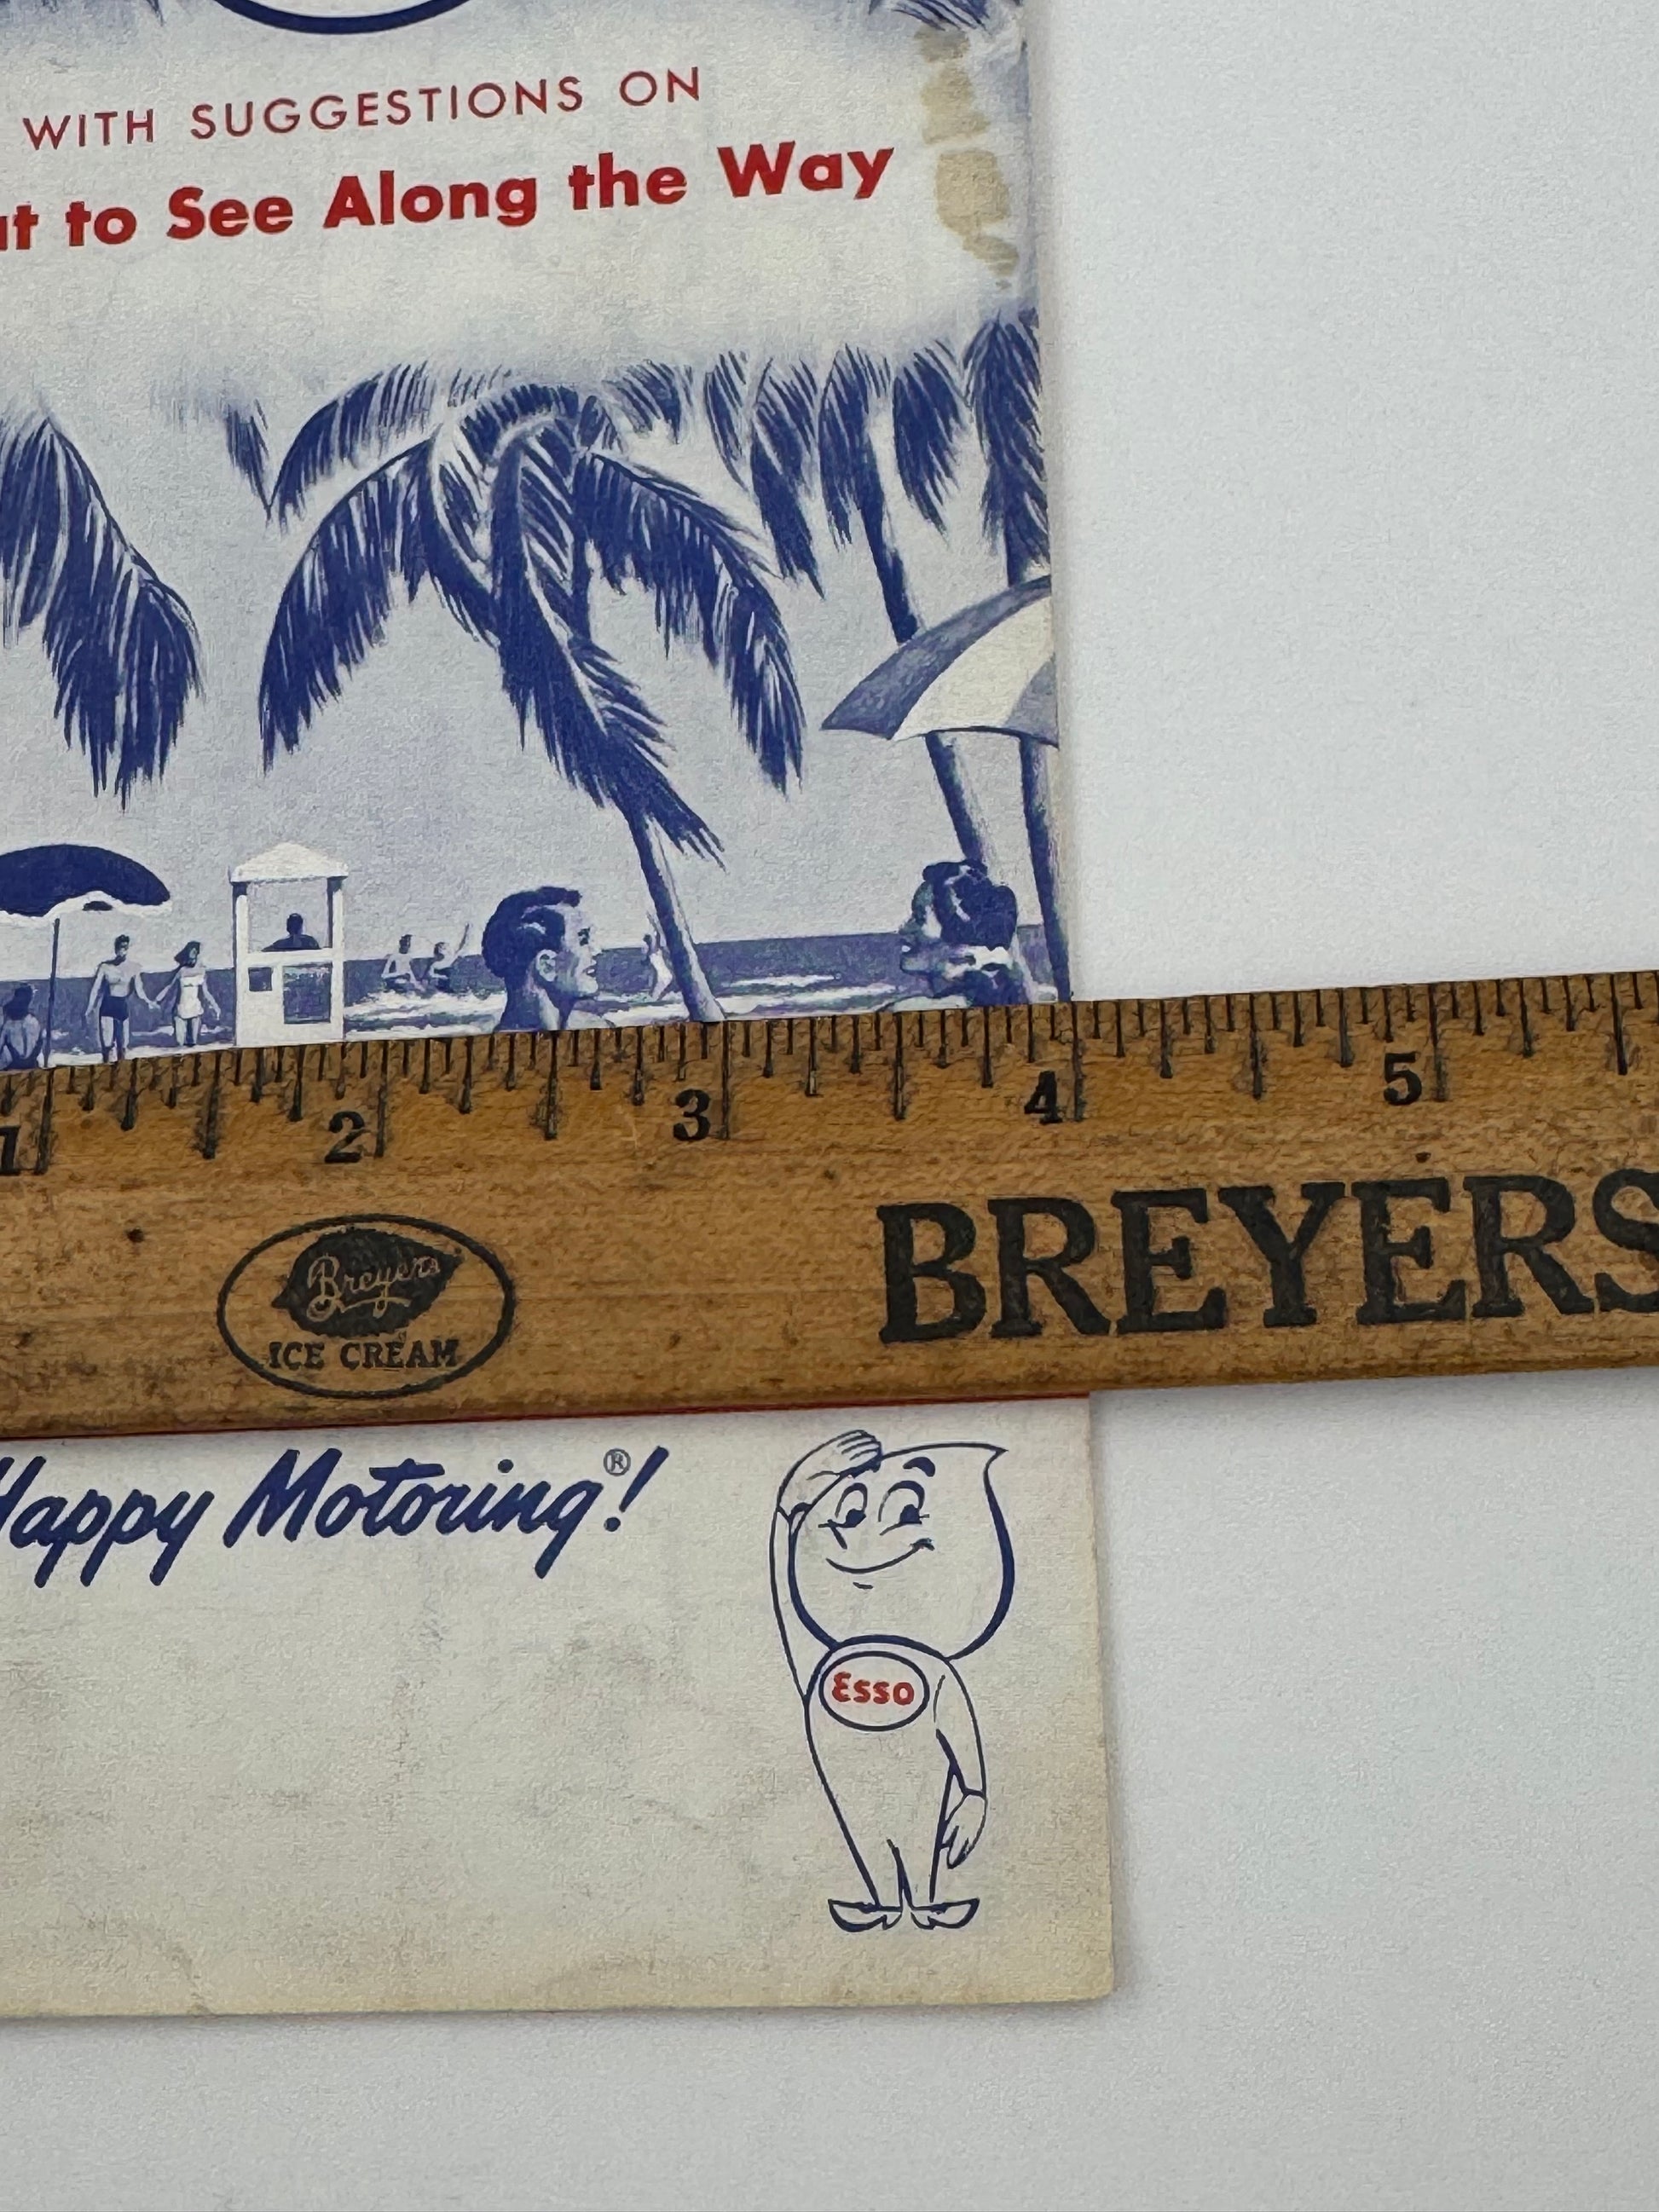 WITH SUGGESTIONS ON
to See Along the Way
1 2 3 4 5
Breyers
ICE CREAM
BREYERS
Happy Motoring!®
Esso